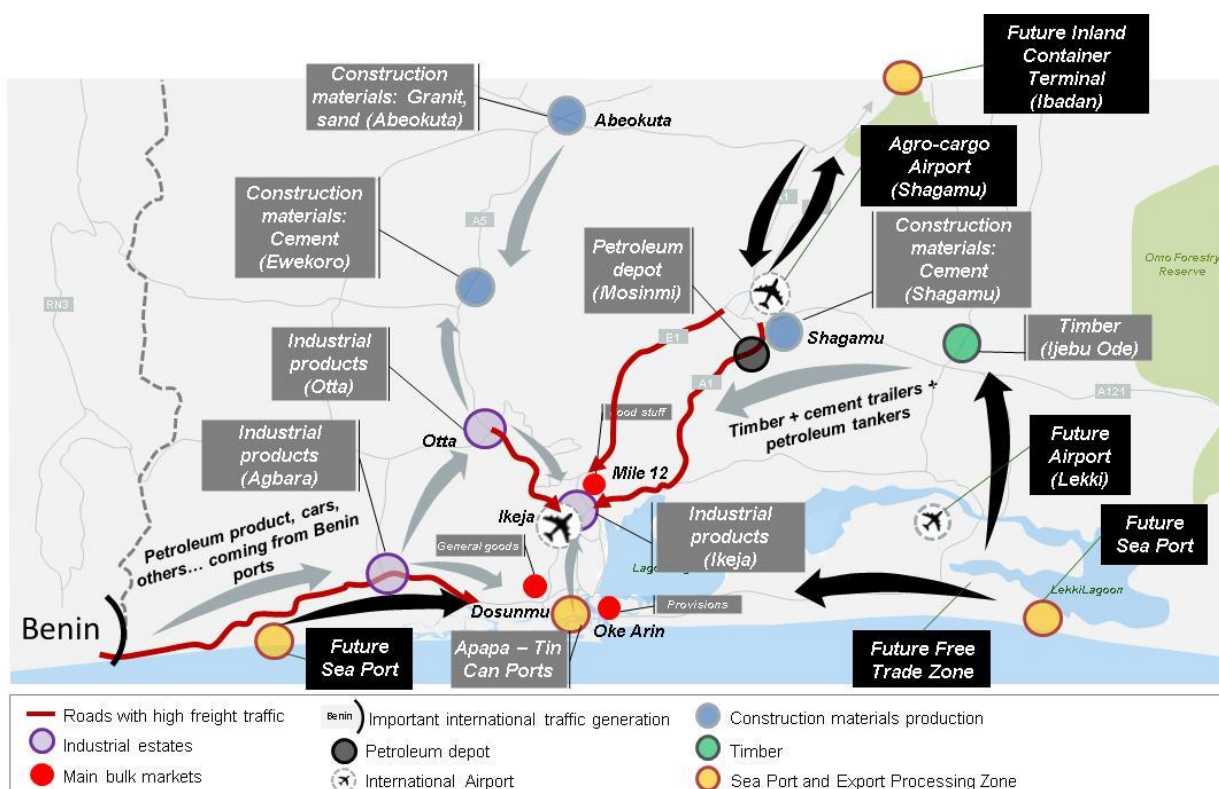 Future Inland
Container
Terminal
(Ibadan)
Construction
materials: Granit,
sand (Abeokuta)
Abeokuta
Agro-cargo
Airport
(Shagamu)
Construction
materials:
Cement
(Ewekoro)
A5
Petroleum
depot
(Mosinmi)
Construction
materials:
Cement
(Shagamu)
Omo Forestry
Reserve
RN3
E1
Shagamu
Timber
(Ijebu Ode)
Industrial
products
(Otta)
A1
A121
Timber + cement trailers +
petroleum tankers
food stuff
Otta
Industrial
products
(Agbara)
Mile 12
Future
Airport
(Lekki)
Ikeja
Industrial
products
(Ikeja)
Future
Sea Port
Petroleum product, cars,
others… coming from Benin
ports
General goods
Dosunmu
Provisions
Oke Arin
LekkiLagoon
Benin
Future
Sea Port
Apapa – Tin
Can Ports
Future Free
Trade Zone
Roads with high freight traffic
Benin Important international traffic generation
Construction materials production
Industrial estates
Petroleum depot
Timber
Main bulk markets
International Airport
Sea Port and Export Processing Zone